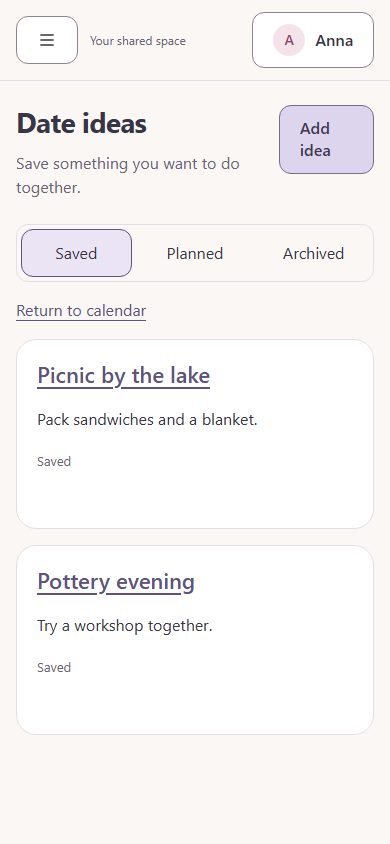 Your shared space
A
Anna
Date ideas
Save something you want to do
together.
Add
idea
Saved
Planned
Archived
Return to calendar
Picnic by the lake
Pack sandwiches and a blanket.
Saved
Pottery evening
Try a workshop together.
Saved